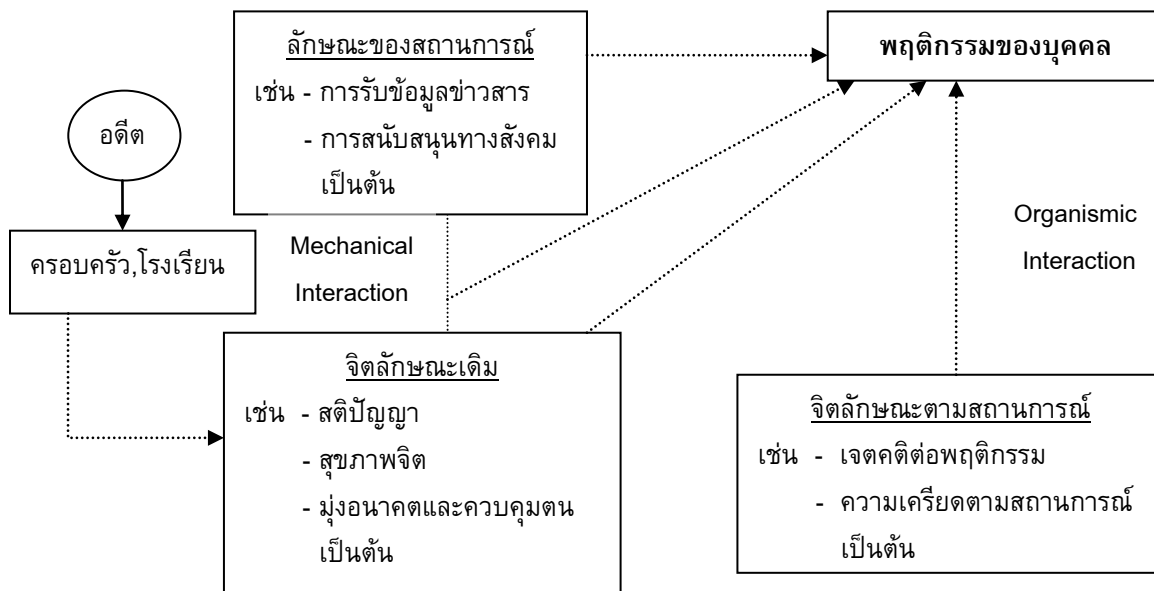 ลักษณะของสถานการณ์
เช่น - การรับข้อมูลข่าวสาร
- การสนับสนุนทางสังคม
เป็นต้น
พฤติกรรมของบุคคล
อดีต
ครอบครัว,โรงเรียน
Mechanical
Interaction
Organismic
Interaction
จิตลักษณะเดิม
เช่น - สติปัญญา
- สุขภาพจิต
- มุ่งอนาคตและควบคุมตน
เป็นต้น
จิตลักษณะตามสถานการณ์
เช่น - เจตคติต่อพฤติกรรม
- ความเครียดตามสถานการณ์
เป็นต้น